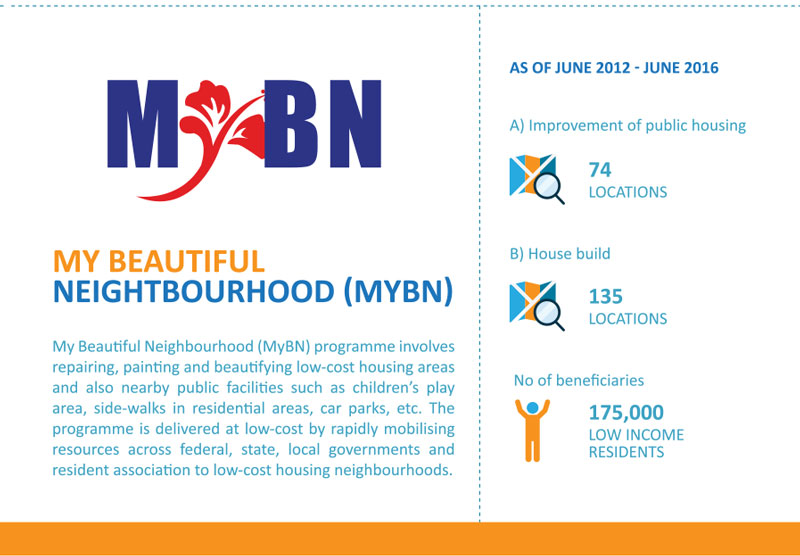 MyBN
MY BEAUTIFUL
NEIGHTBOURHOOD (MYBN)
My Beautiful Neighbourhood (MyBN) programme involves
repairing, painting and beautifying low-cost housing areas
and also nearby public facilities such as children’s play
area, side-walks in residential areas, car parks, etc. The
programme is delivered at low-cost by rapidly mobilising
resources across federal, state, local governments and
resident association to low-cost housing neighbourhoods.
AS OF JUNE 2012 - JUNE 2016
A) Improvement of public housing
74
LOCATIONS
B) House build
135
LOCATIONS
No of beneficiaries
175,000
LOW INCOME
RESIDENTS